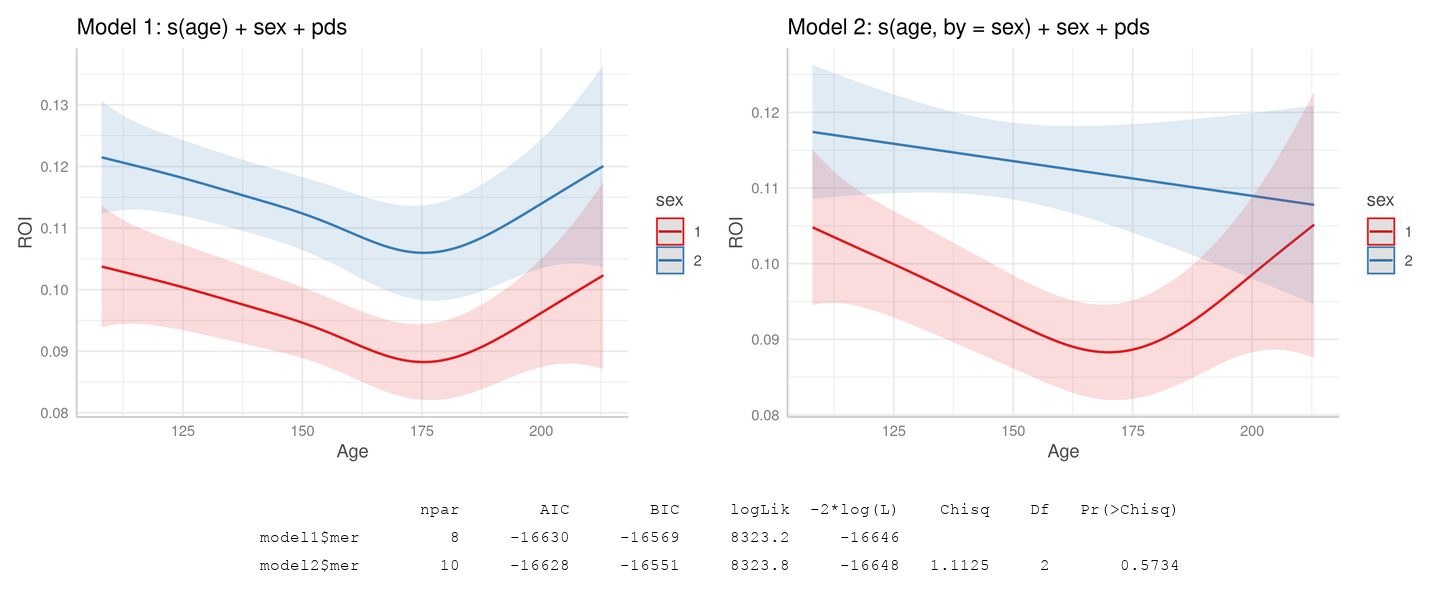 Model 1: s(age) + sex + pds
0.13
0.12
0.11
0.10
0.09
0.08
ROI
125 150 175 200
Age
sex
1
2
Model 2: s(age, by = sex) + sex + pds
0.12
0.11
0.10
0.09
0.08
ROI
125 150 175 200
Age
sex
1
2
npar AIC BIC logLik -2*log(L) Chisq Df Pr(>Chisq)
model1$mer 8 -16630 -16569 8323.2 -16646
model2$mer 10 -16628 -16551 8323.8 -16648 1.1125 2 0.5734